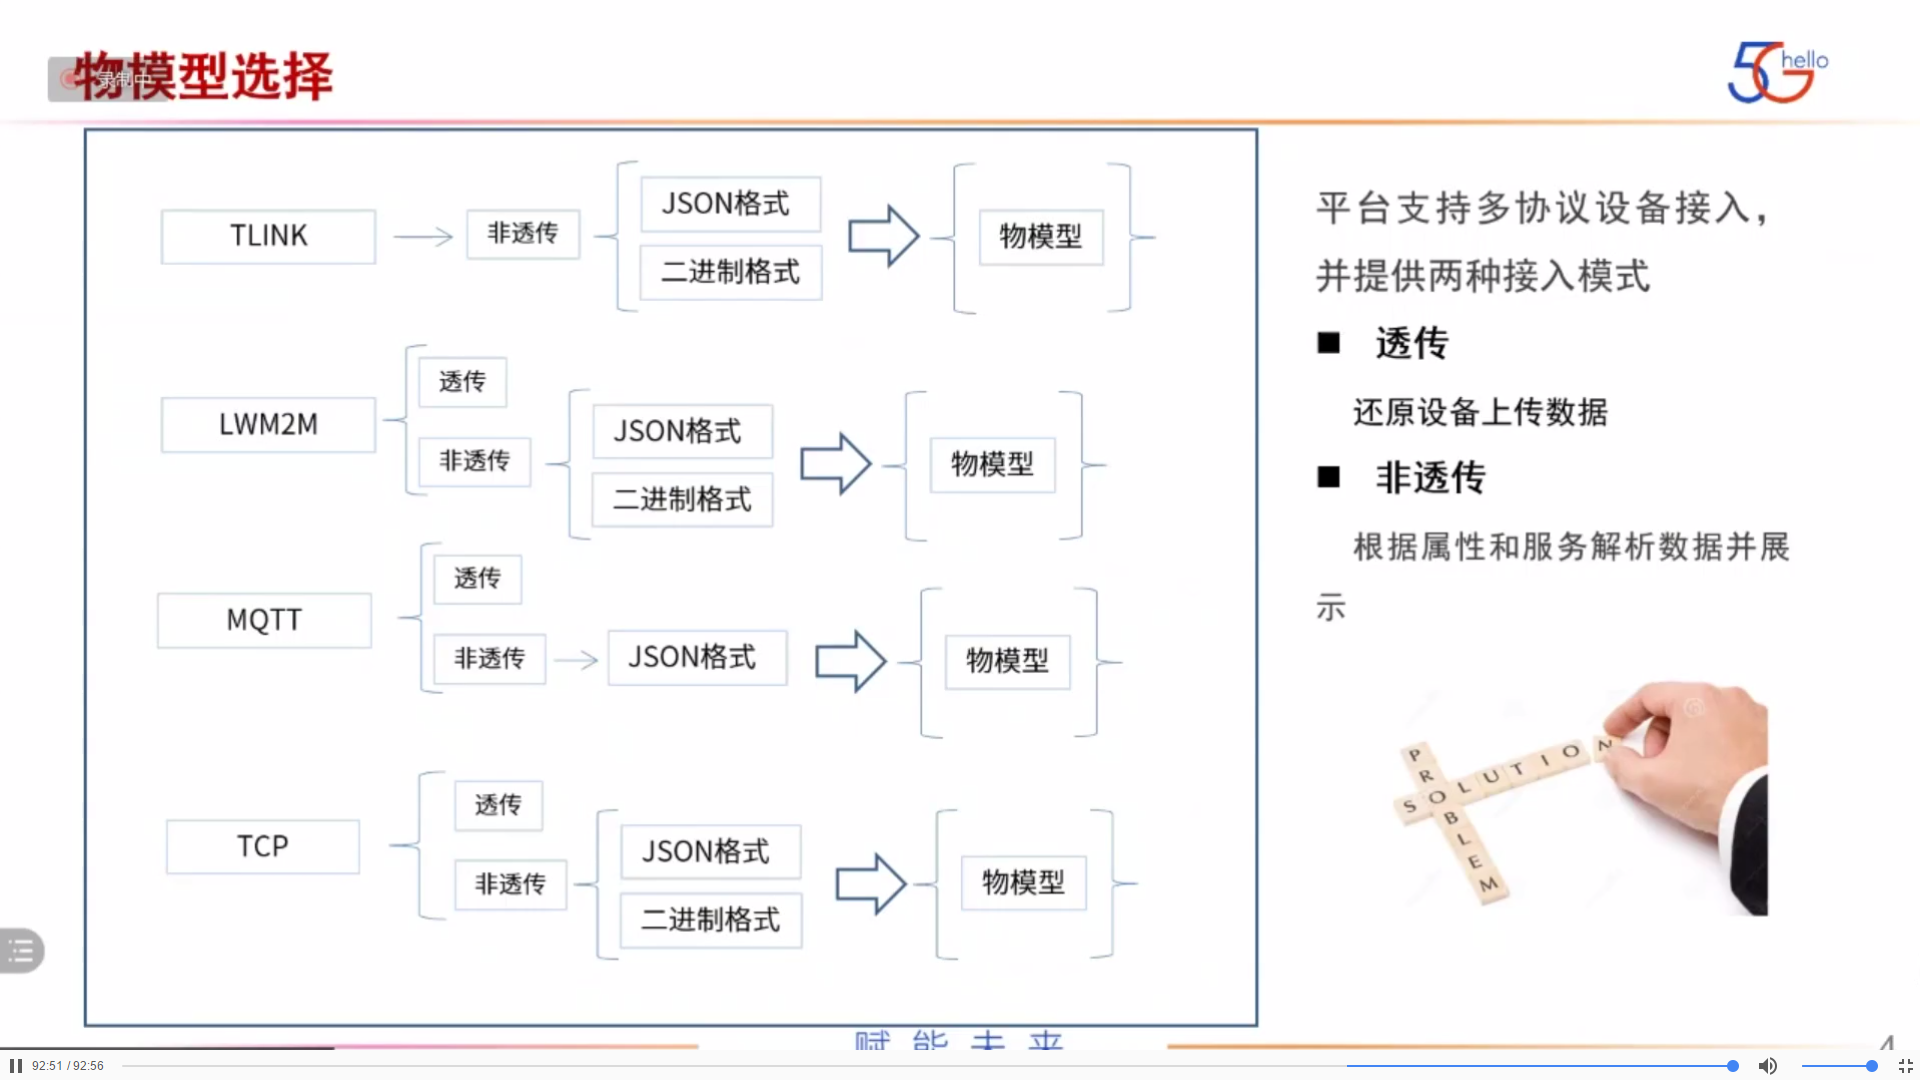 物模型选择
录制中
5G hello
TLINK
非透传
JSON格式
二进制格式
物模型
LWM2M
透传
非透传
JSON格式
二进制格式
物模型
MQTT
透传
非透传
JSON格式
物模型
TCP
透传
非透传
JSON格式
二进制格式
物模型
平台支持多协议设备接入，
并提供两种接入模式
■ 透传
还原设备上传数据
■ 非透传
根据属性和服务解析数据并展
示
PROBLEM
SOLUTION
赋能未来
4
92:51 / 92:56